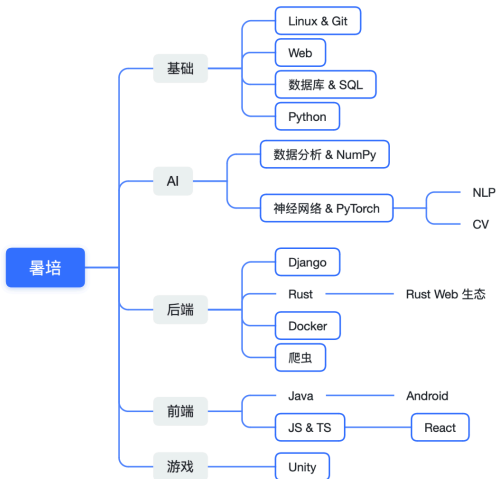 暑培
基础
Linux & Git
Web
数据库 & SQL
Python
AI
数据分析 & NumPy
神经网络 & PyTorch
NLP
CV
后端
Django
Rust
Rust Web 生态
Docker
爬虫
前端
Java
Android
JS & TS
React
游戏
Unity